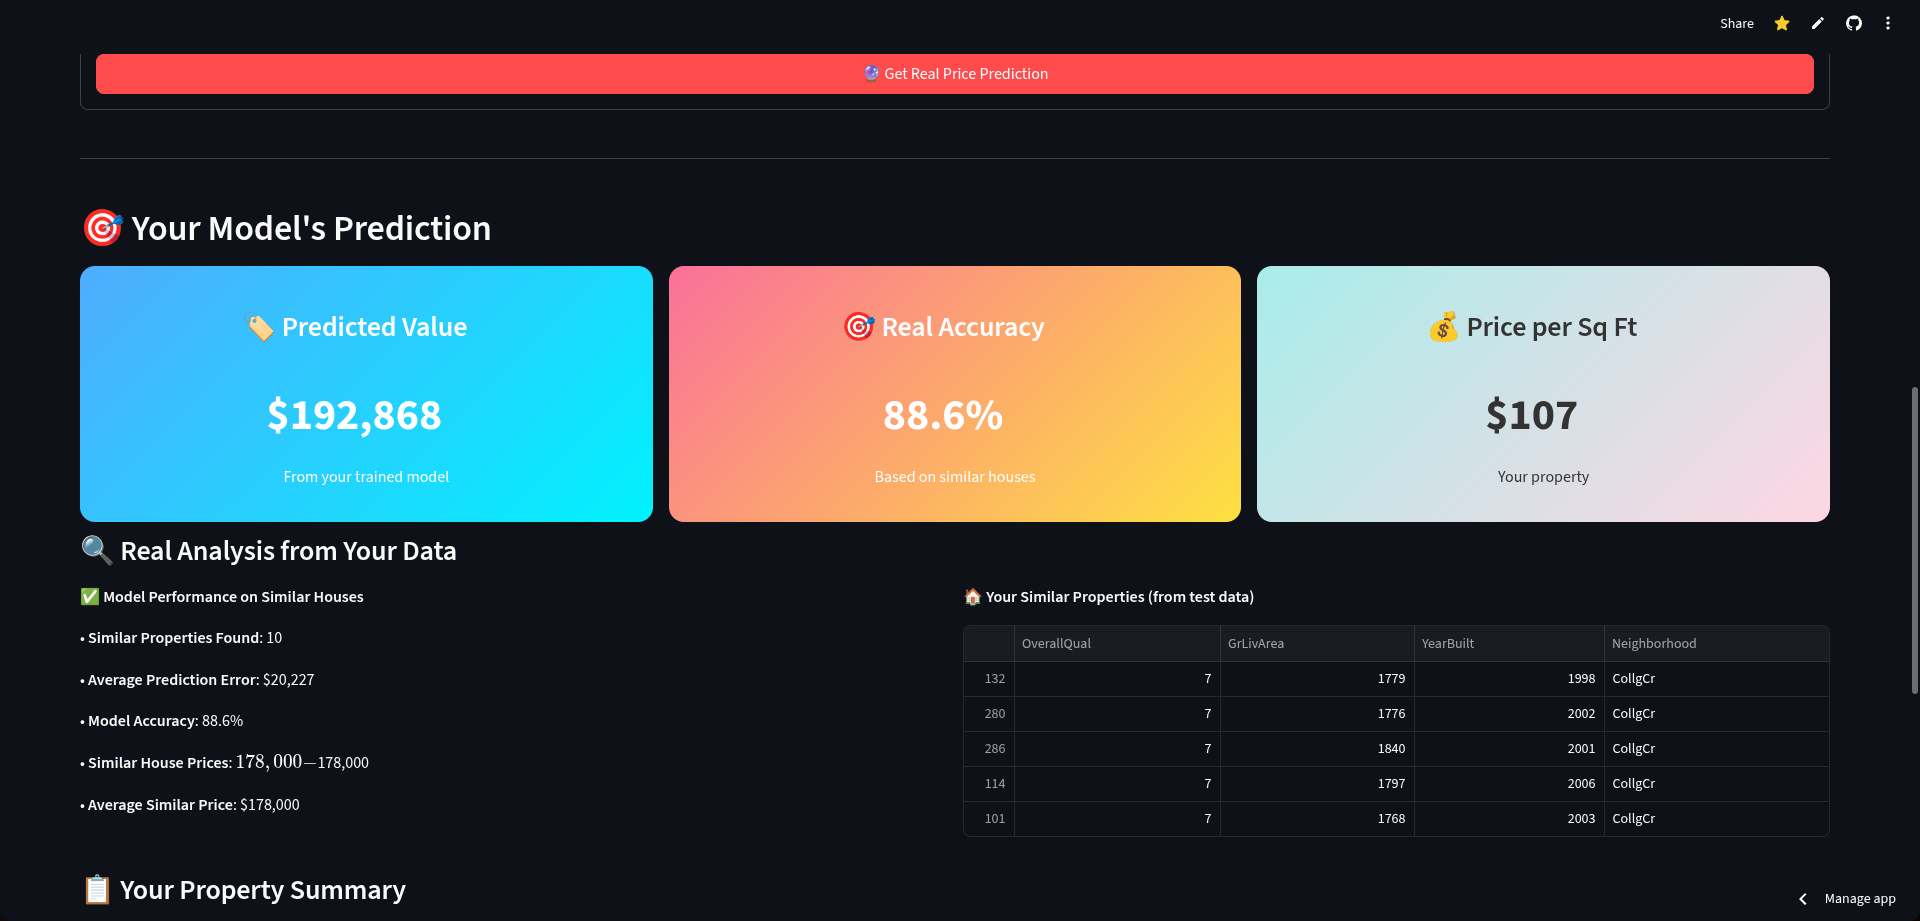 Share
🔮 Get Real Price Prediction
🎯 Your Model's Prediction
🏷️ Predicted Value
$192,868
From your trained model
🎯 Real Accuracy
88.6%
Based on similar houses
💰 Price per Sq Ft
$107
Your property
🔍 Real Analysis from Your Data
✅ Model Performance on Similar Houses
• Similar Properties Found: 10
• Average Prediction Error: $20,227
• Model Accuracy: 88.6%
• Similar House Prices: 178,000−178,000
• Average Similar Price: $178,000
🏠 Your Similar Properties (from test data)
OverallQual GrLivArea YearBuilt Neighborhood
132 7 1779 1998 CollgCr
280 7 1776 2002 CollgCr
286 7 1840 2001 CollgCr
114 7 1797 2006 CollgCr
101 7 1768 2003 CollgCr
📋 Your Property Summary
Manage app